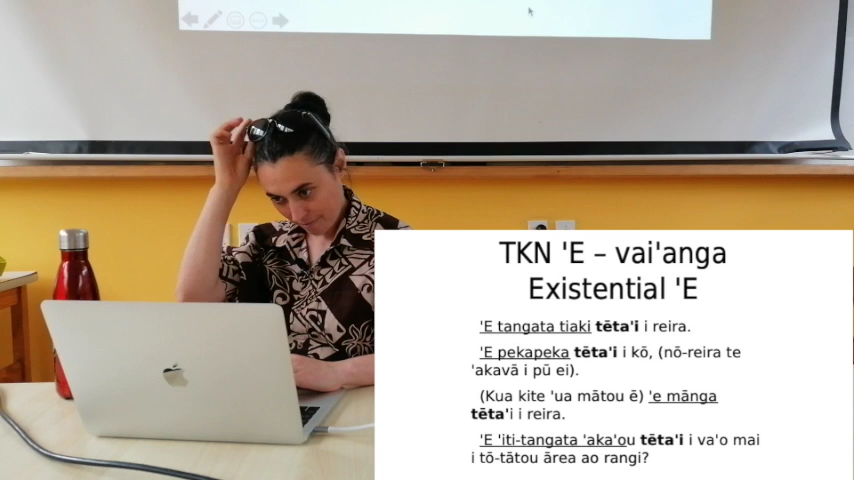 TKN 'E – vai'anga
Existential 'E
'E tangata tiaki tēta'i i reira.
'E pekapeka tēta'i i kō, (nō-reira te
'akavā i pū ei).
(Kua kite 'ua mātou ē) 'e mānga
tēta'i i reira.
'E 'iti-tangata 'aka'ou tēta'i i va'o mai
i tō-tātou ārea ao rangi?